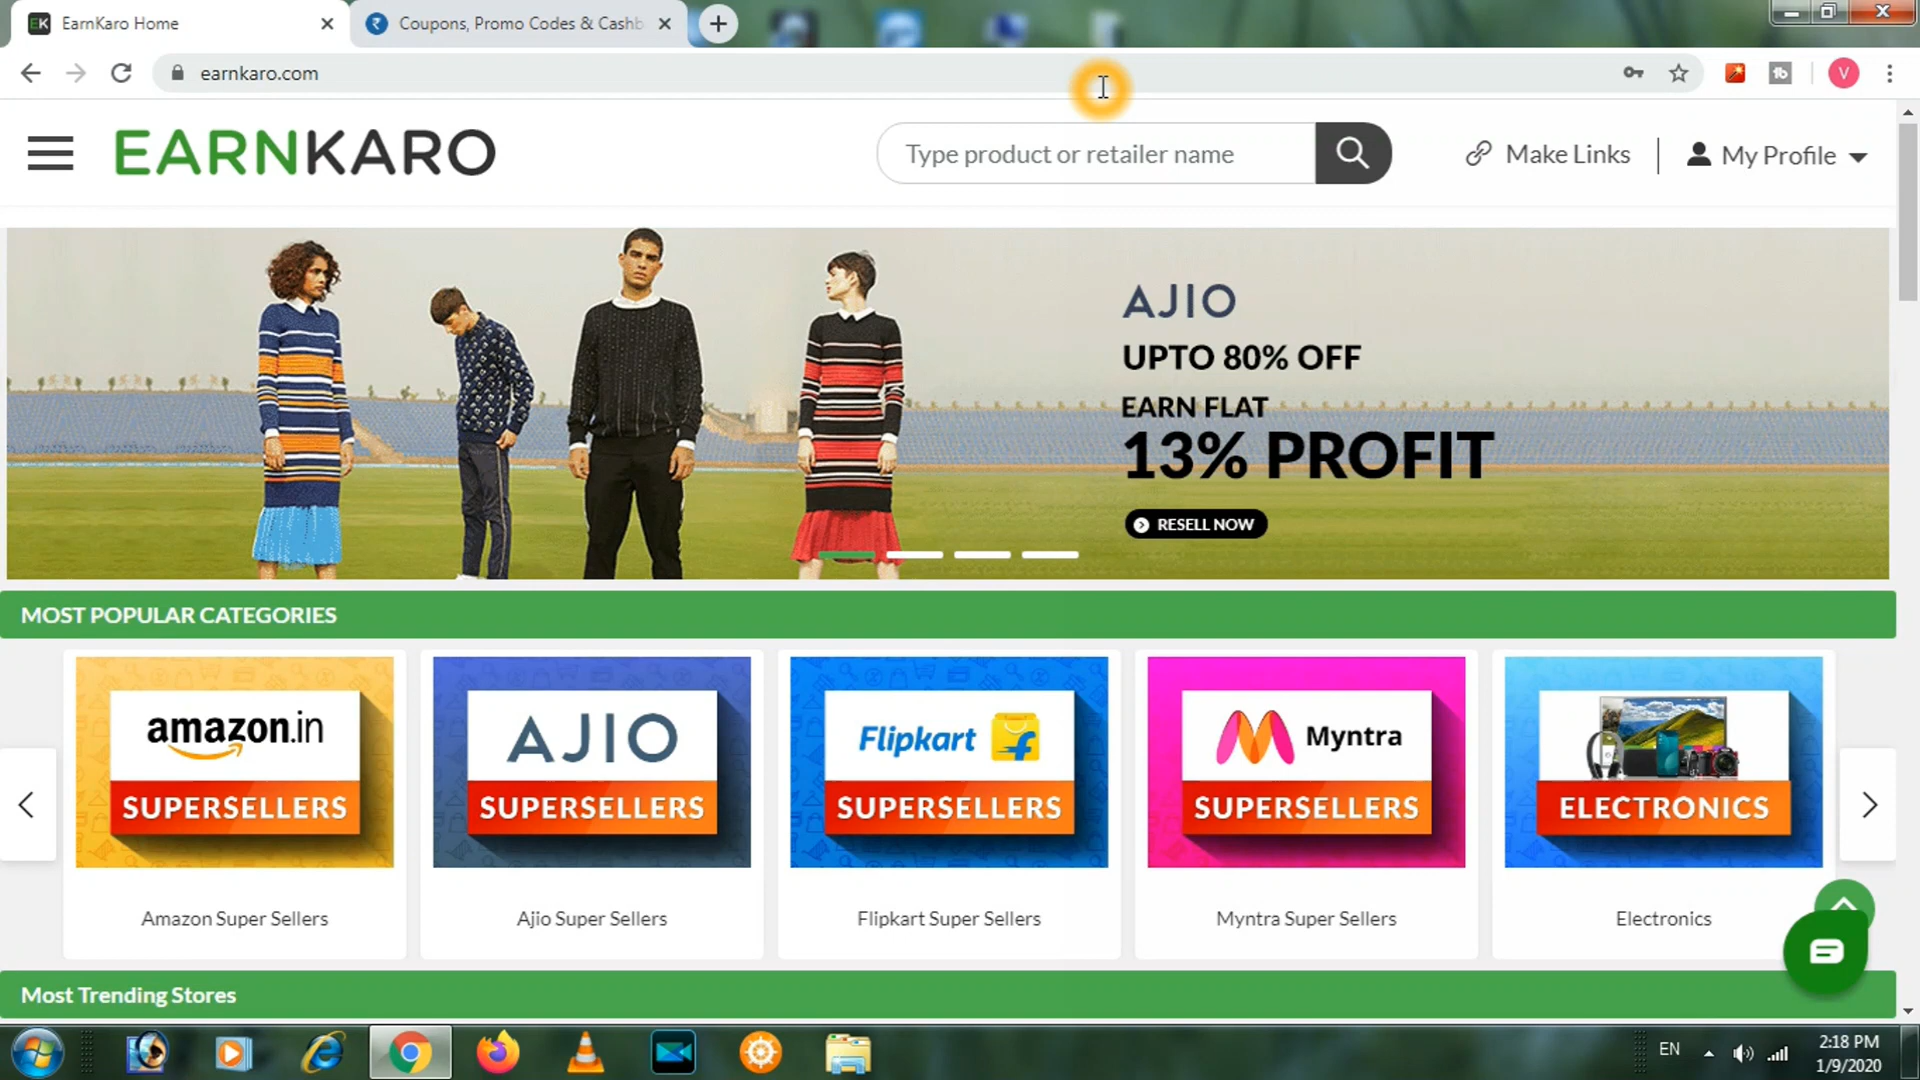 EK EarnKaro Home
₹ Coupons, Promo Codes & Cashb
earnkaro.com
tb
V
EARNKARO
Type product or retailer name
Make Links
My Profile
AJIO
UPTO 80% OFF
EARN FLAT
13% PROFIT
RESELL NOW
MOST POPULAR CATEGORIES
amazon.in
SUPERSELLERS
AJIO
SUPERSELLERS
Flipkart
SUPERSELLERS
Myntra
SUPERSELLERS
ELECTRONICS
Amazon Super Sellers
Ajio Super Sellers
Flipkart Super Sellers
Myntra Super Sellers
Electronics
Most Trending Stores
EN
2:18 PM
1/9/2020